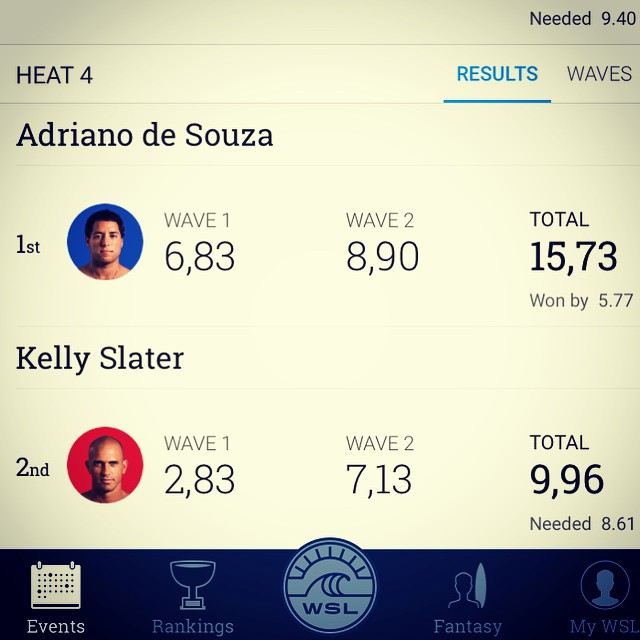 Needed 9.40
HEAT 4 RESULTS WAVES
Adriano de Souza
WAVE 1 WAVE 2 TOTAL
1st 6,83 8,90 15,73
Won by 5.77
Kelly Slater
WAVE 1 WAVE 2 TOTAL
2nd 2,83 7,13 9,96
Needed 8.61
WSL
Events Rankings Fantasy My WSL